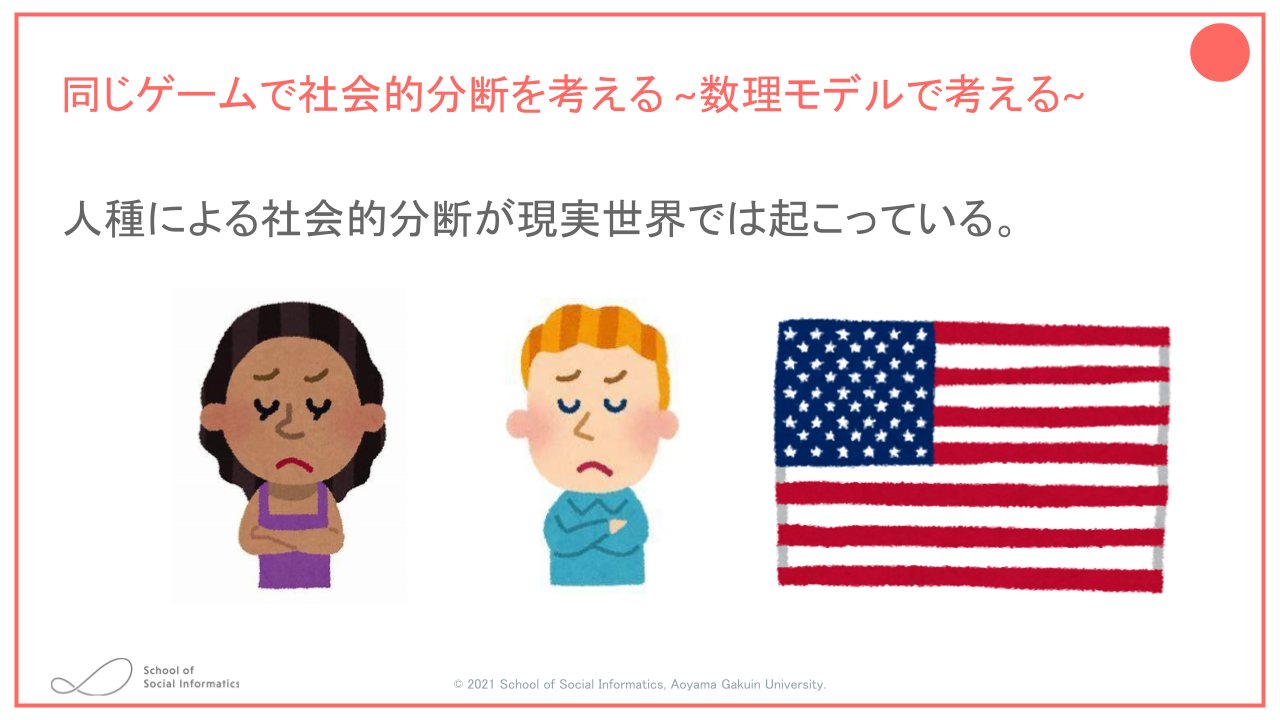 同じゲームで社会的分断を考える ~数理モデルで考える~
人種による社会的分断が現実世界では起こっている。
School of
Social Informatics
© 2021 School of Social Informatics, Aoyama Gakuin University.